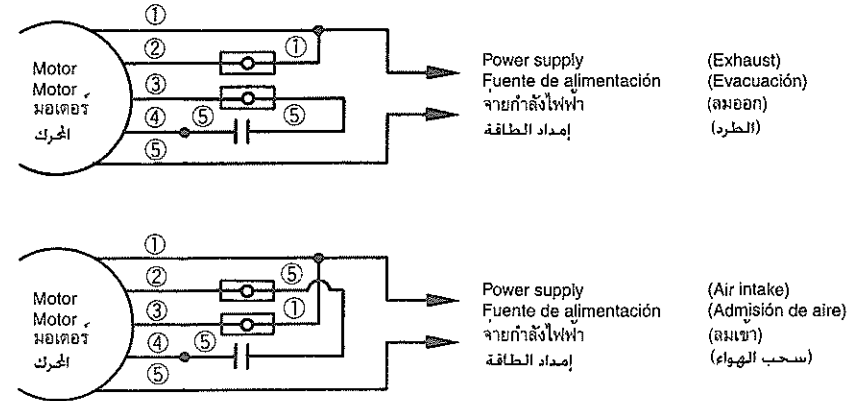 ①
② ①
Motor
Motor
มอเตอร์
المحرك
③
④ ⑤ ⑤
⑤
Power supply (Exhaust)
Fuente de alimentación (Evacuación)
จ่ายกำลังไฟฟ้า (ลมออก)
إمداد الطاقة (الطرد)
①
② ⑤
Motor
Motor
มอเตอร์
المحرك
③ ①
④ ⑤
⑤
Power supply (Air intake)
Fuente de alimentación (Admisión de aire)
จ่ายกำลังไฟฟ้า (ลมเข้า)
إمداد الطاقة (سحب الهواء)